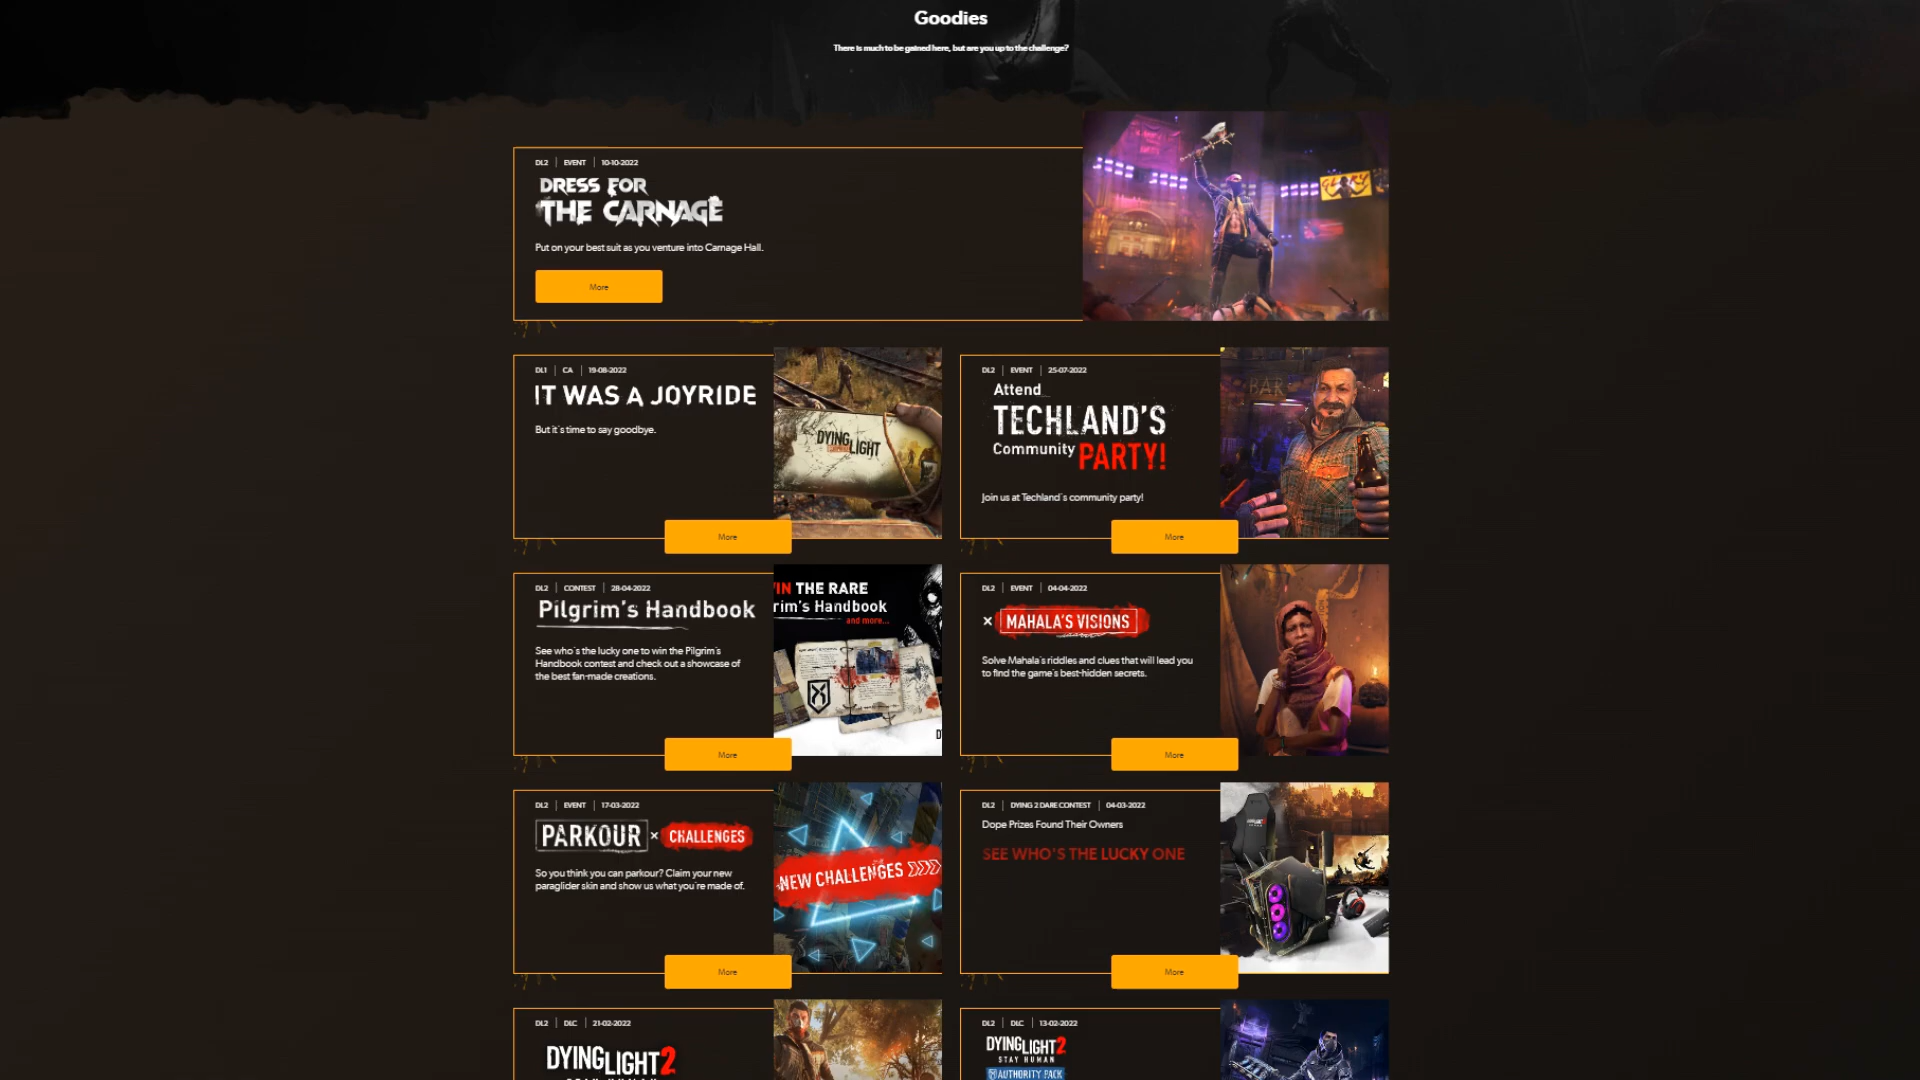 Goodies
There is much to be gained here, but are you up to the challenge?
DL2 | EVENT | 10-10-2022
DRESS FOR
THE CARNAGE
Put on your best suit as you venture into Carnage Hall.
More
GLORY
DL1 | CA | 19-08-2022
IT WAS A JOYRIDE
But it's time to say goodbye.
DYING
LIGHT
More
DL2 | EVENT | 25-07-2022
Attend
TECHLAND'S
Community PARTY!
Join us at Techland's community party!
BAR
More
DL2 | CONTEST | 28-04-2022
Pilgrim's Handbook
See who's the lucky one to win the Pilgrim's
Handbook contest and check out a showcase of
the best fan-made creations.
IN THE RARE
rim's Handbook
and more...
More
DL2 | EVENT | 04-04-2022
× MAHALA'S VISIONS
Solve Mahala's riddles and clues that will lead you
to find the game's best-hidden secrets.
More
DL2 | EVENT | 17-03-2022
PARKOUR × CHALLENGES
So you think you can parkour? Claim your new
paraglider skin and show us what you're made of.
NEW CHALLENGES
More
DL2 | DYING 2 DARE CONTEST | 04-03-2022
Dope Prizes Found Their Owners
SEE WHO'S THE LUCKY ONE
More
DL2 | DLC | 21-02-2022
DYING LIGHT 2
DL2 | DLC | 13-02-2022
DYING LIGHT 2
STAY HUMAN
AUTHORITY PACK